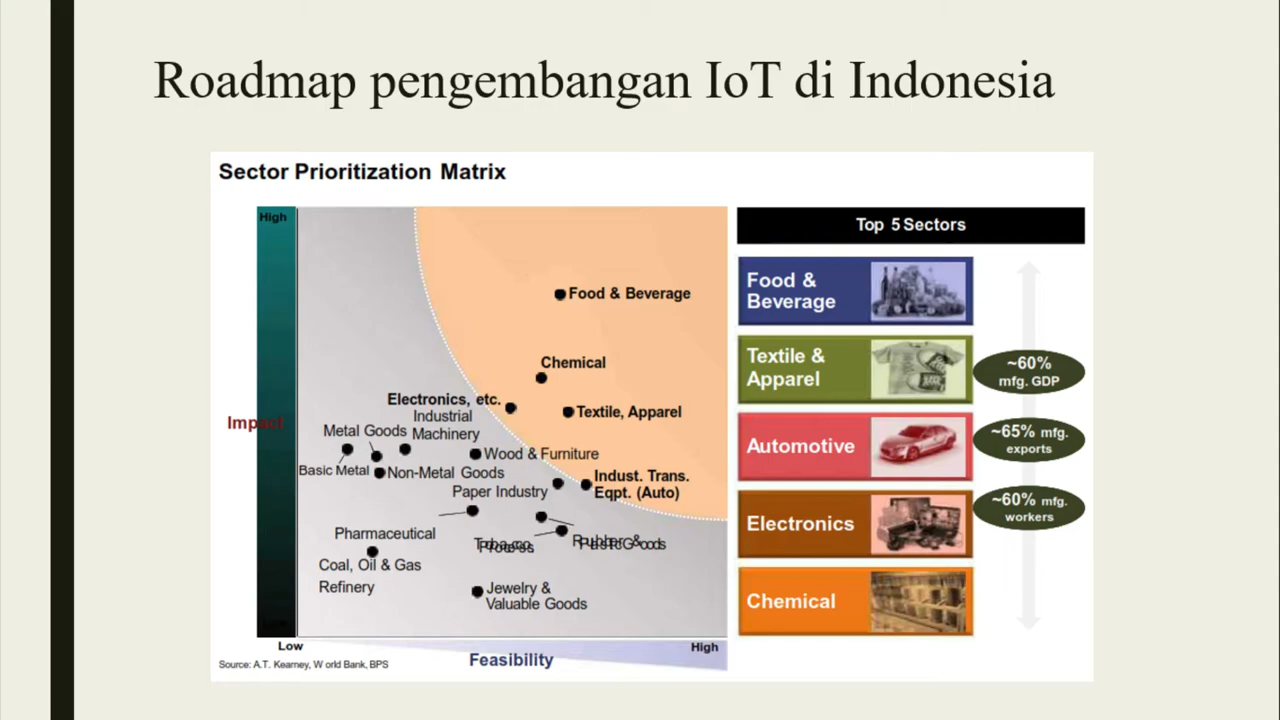 Roadmap pengembangan IoT di Indonesia
Sector Prioritization Matrix
High
Impact
Food & Beverage
Chemical
Electronics, etc.
Textile, Apparel
Industrial
Machinery
Metal Goods
Wood & Furniture
Basic Metal
Non-Metal Goods
Indust. Trans.
Eqpt. (Auto)
Paper Industry
Pharmaceutical
Rubber &
Coal, Oil & Gas
Refinery
Jewelry &
Valuable Goods
Low
High
Feasibility
Source: A.T. Kearney, W orld Bank, BPS
Top 5 Sectors
Food &
Beverage
Textile &
Apparel
Automotive
Electronics
Chemical
~60%
mfg. GDP
~65% mfg.
exports
~60% mfg.
workers